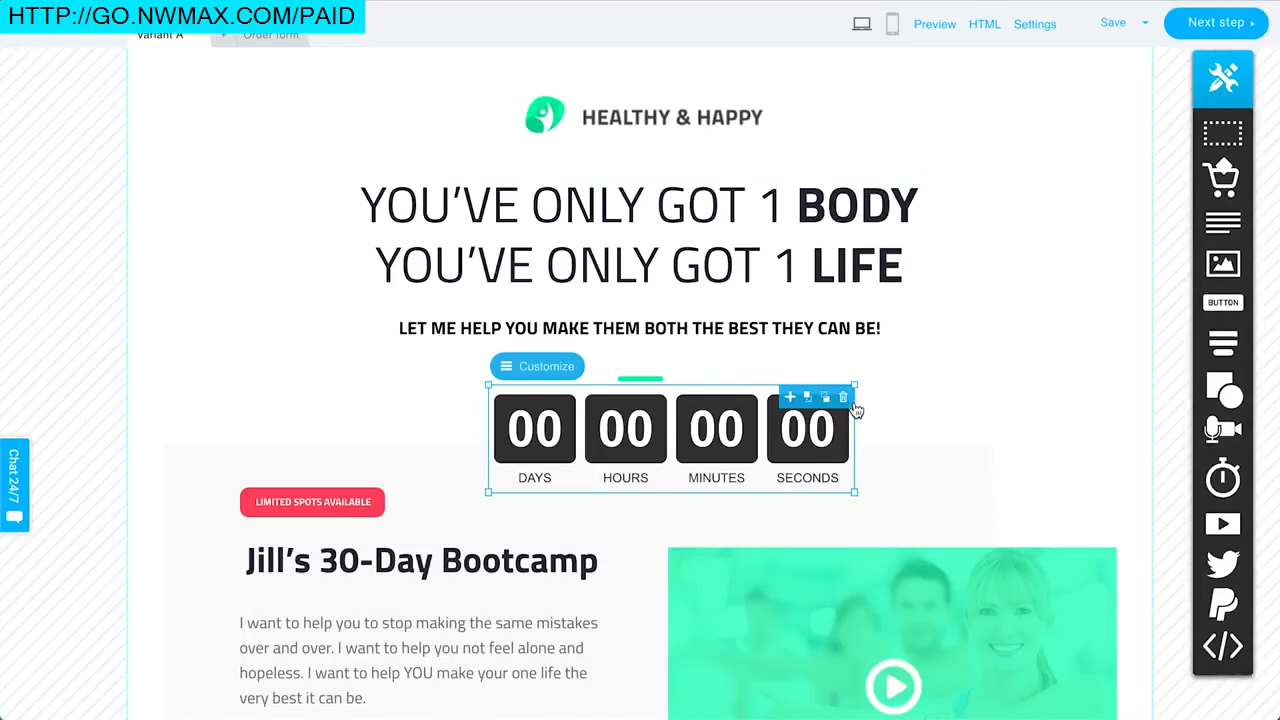 HTTP://GO.NWMAX.COM/PAID
Variant A
+
Order form
Preview
HTML
Settings
Save
Next step
HEALTHY & HAPPY
YOU’VE ONLY GOT 1 BODY
YOU’VE ONLY GOT 1 LIFE
LET ME HELP YOU MAKE THEM BOTH THE BEST THEY CAN BE!
Customize
BUTTON
00 00 00 00
DAYS HOURS MINUTES SECONDS
Chat 24/7
LIMITED SPOTS AVAILABLE
Jill’s 30-Day Bootcamp
I want to help you to stop making the same mistakes
over and over. I want to help you not feel alone and
hopeless. I want to help YOU make your one life the
very best it can be.